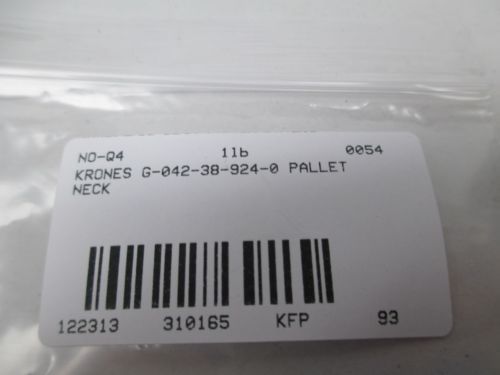 NO-Q4 1lb 0054
KRONES G-042-38-924-0 PALLET
NECK
122313 310165 KFP 93